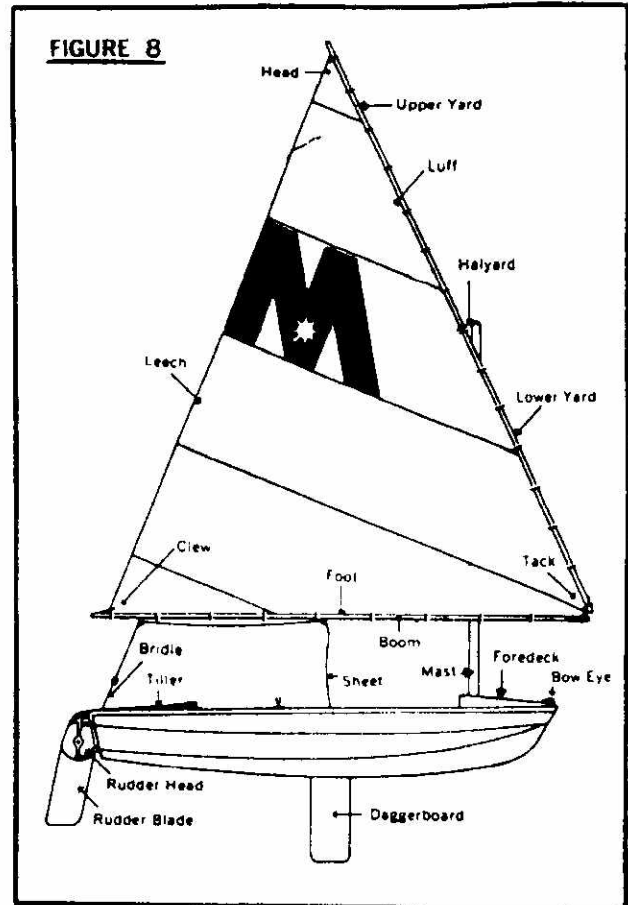 FIGURE 8
Head
Upper Yard
Luff
Halyard
M
Leech
Lower Yard
Clew
Foot
Tack
Boom
Bridle
Tiller
Sheet
Mast
Foredeck
Bow Eye
Rudder Head
Rudder Blade
Daggerboard